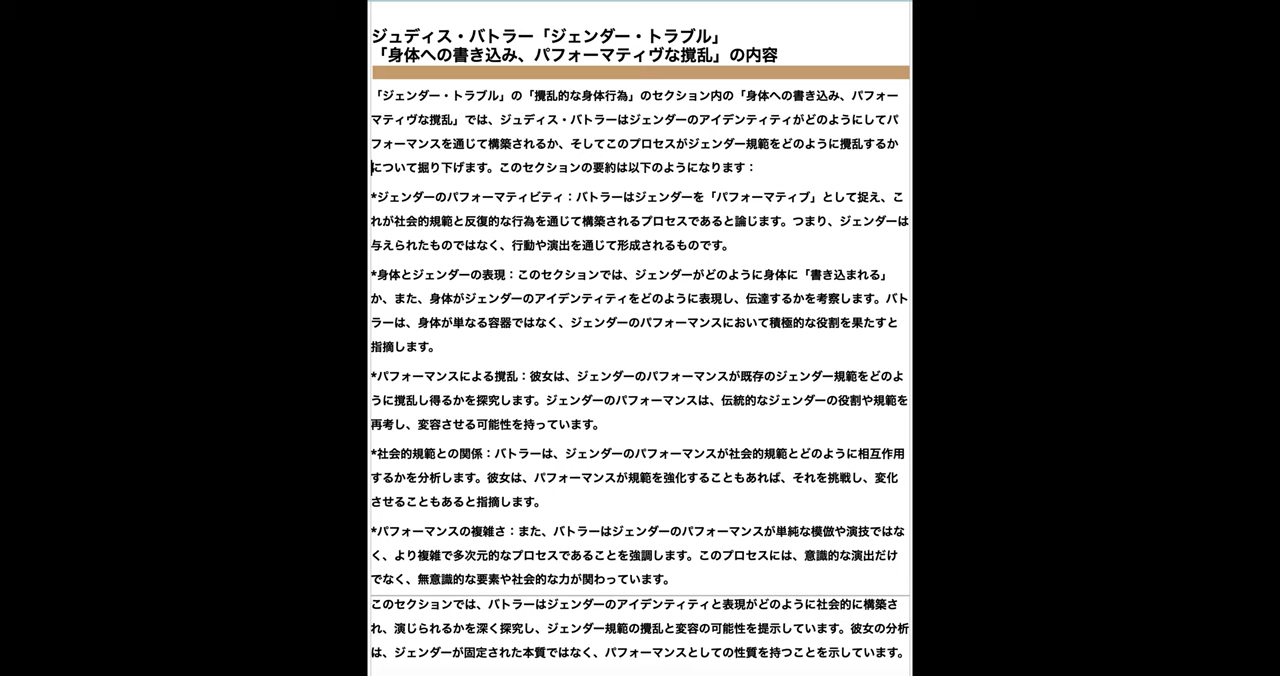 ジュディス・バトラー「ジェンダー・トラブル」
「身体への書き込み、パフォーマティヴな撹乱」の内容
「ジェンダー・トラブル」の「攪乱的な身体行為」のセクション内の「身体への書き込み、パフォー
マティヴな撹乱」では、ジュディス・バトラーはジェンダーのアイデンティティがどのようにしてパ
フォーマンスを通じて構築されるか、そしてこのプロセスがジェンダー規範をどのように攪乱するか
について掘り下げます。このセクションの要約は以下のようになります：
*ジェンダーのパフォーマティビティ：バトラーはジェンダーを「パフォーマティブ」として捉え、こ
れが社会的規範と反復的な行為を通じて構築されるプロセスであると論じます。つまり、ジェンダーは
与えられたものではなく、行動や演出を通じて形成されるものです。
*身体とジェンダーの表現：このセクションでは、ジェンダーがどのように身体に「書き込まれる」
か、また、身体がジェンダーのアイデンティティをどのように表現し、伝達するかを考察します。バト
ラーは、身体が単なる容器ではなく、ジェンダーのパフォーマンスにおいて積極的な役割を果たすと
指摘します。
*パフォーマンスによる撹乱：彼女は、ジェンダーのパフォーマンスが既存のジェンダー規範をどのよ
うに撹乱し得るかを探究します。ジェンダーのパフォーマンスは、伝統的なジェンダーの役割や規範を
再考し、変容させる可能性を持っています。
*社会的規範との関係：バトラーは、ジェンダーのパフォーマンスが社会的規範とどのように相互作用
するかを分析します。彼女は、パフォーマンスが規範を強化することもあれば、それを挑戦し、変化
させることもあると指摘します。
*パフォーマンスの複雑さ：また、バトラーはジェンダーのパフォーマンスが単純な模倣や演技ではな
く、より複雑で多次元的なプロセスであることを強調します。このプロセスには、意識的な演出だけ
でなく、無意識的な要素や社会的な力が関わっています。
このセクションでは、バトラーはジェンダーのアイデンティティと表現がどのように社会的に構築さ
れ、演じられるかを深く探究し、ジェンダー規範の攪乱と変容の可能性を提示しています。彼女の分析
は、ジェンダーが固定された本質ではなく、パフォーマンスとしての性質を持つことを示しています。